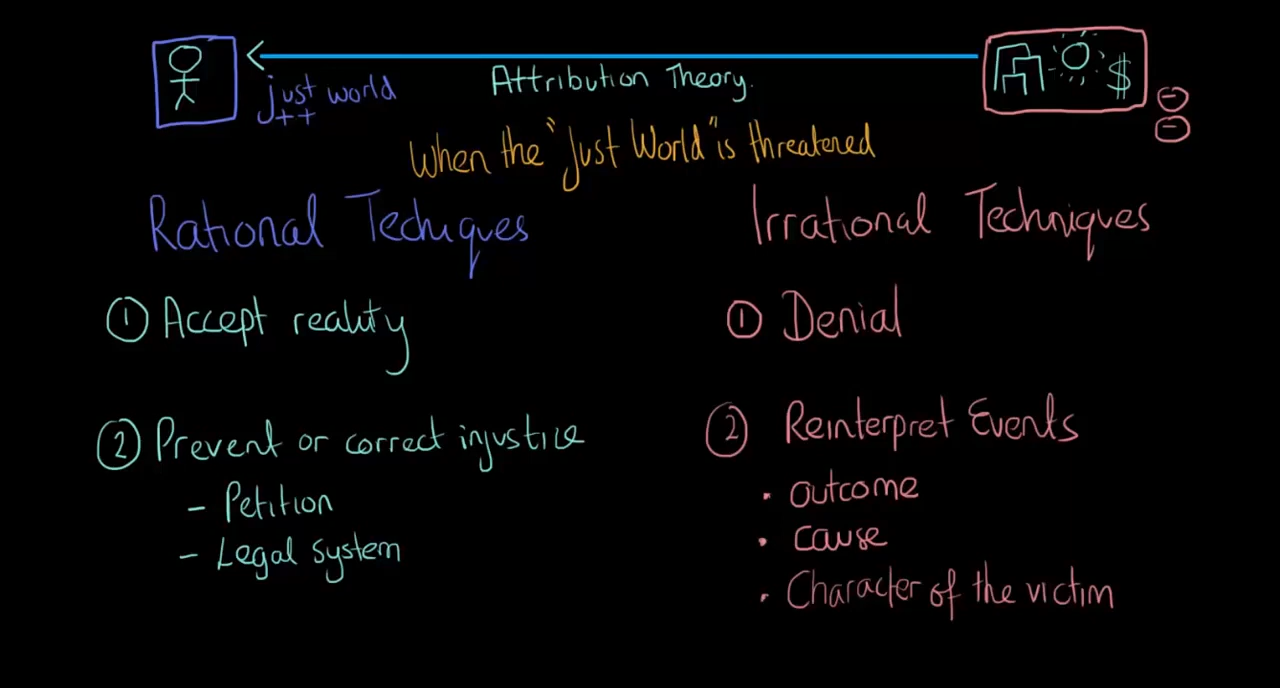 Attribution Theory.
just world
++
$
When the "Just World" is threatened
Rational Techiques
Irrational Techniques
① Accept reality
① Denial
② Prevent or correct injustice
② Reinterpret Events
- Petition
• outcome
- Legal system
• cause
• Character of the victim